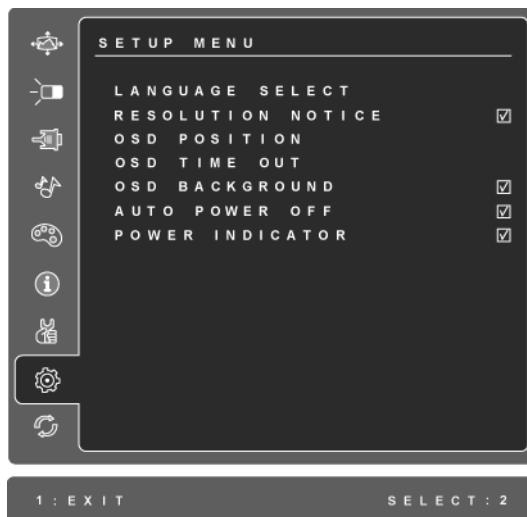 SETUP MENU
LANGUAGE SELECT
RESOLUTION NOTICE ☑
OSD POSITION
OSD TIME OUT
OSD BACKGROUND ☑
AUTO POWER OFF ☑
POWER INDICATOR ☑
1:EXIT SELECT:2